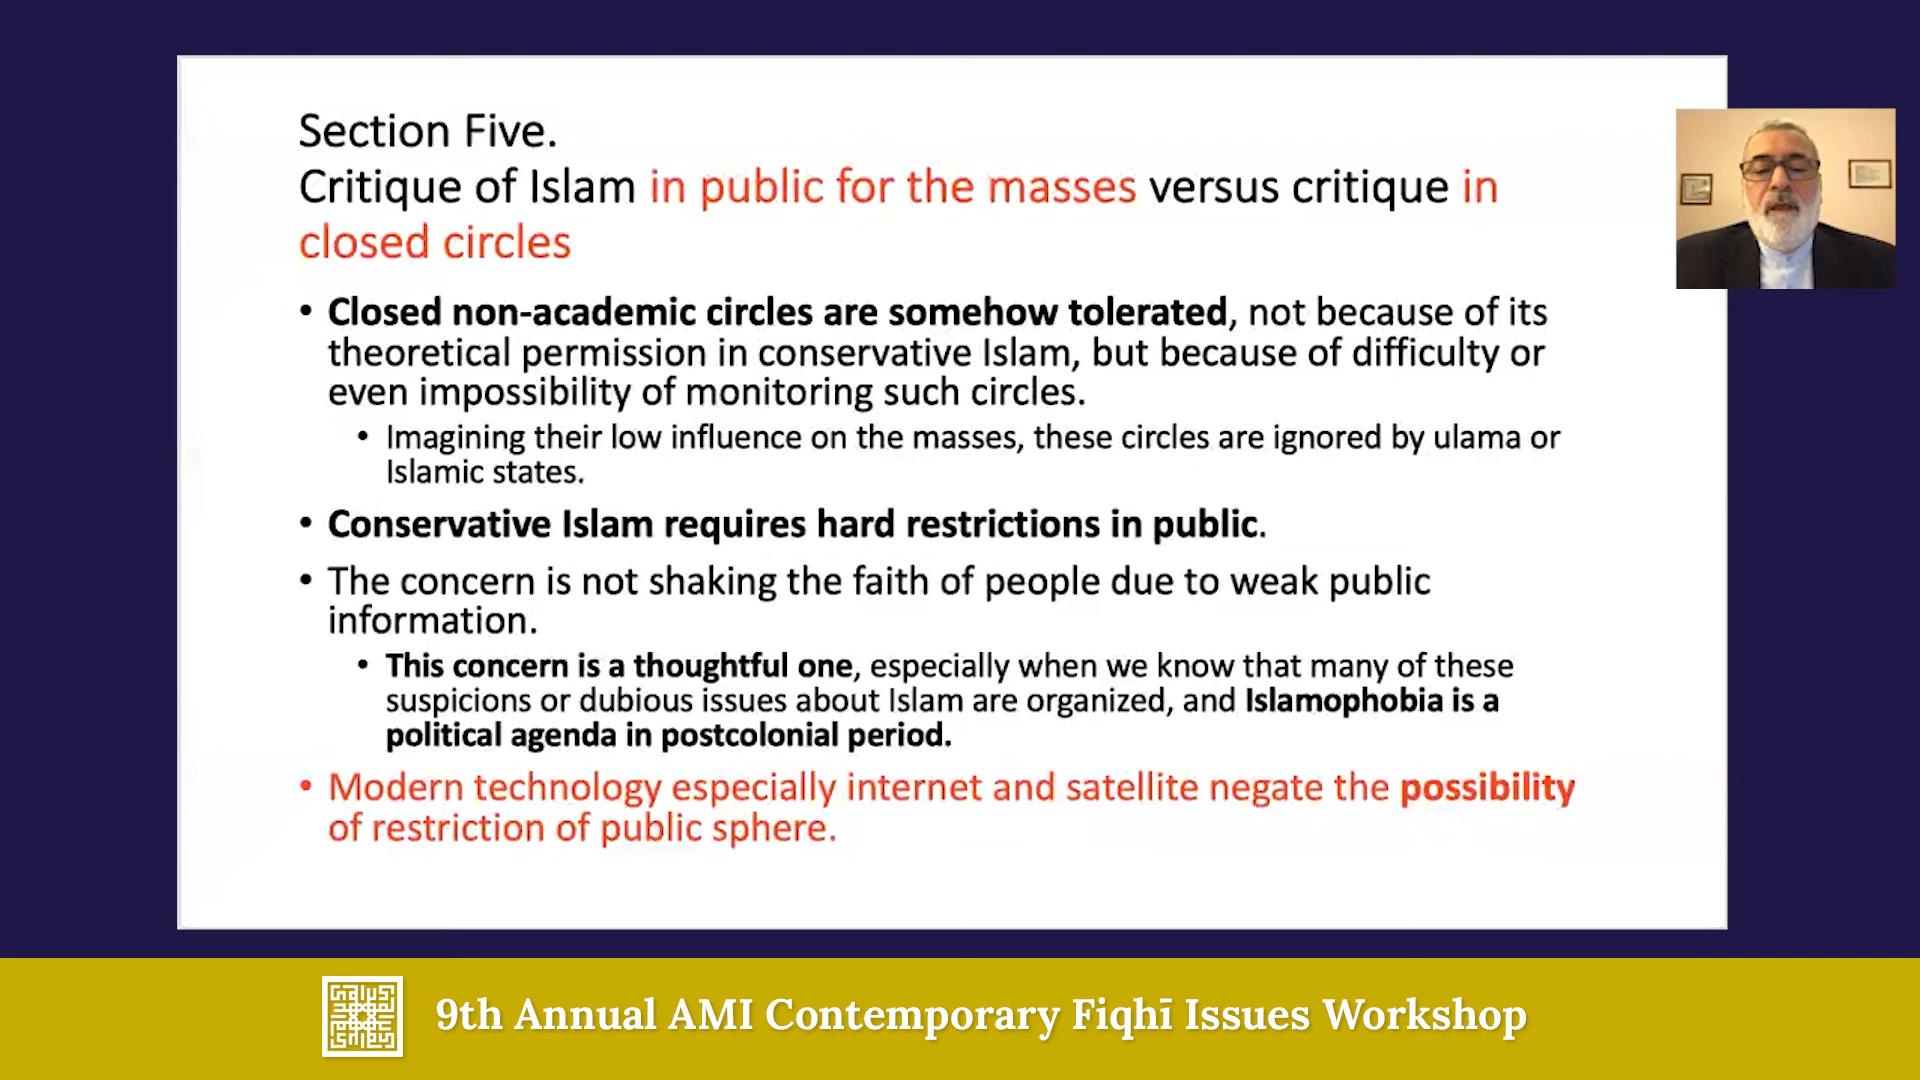 Section Five.
Critique of Islam in public for the masses versus critique in
closed circles
• Closed non-academic circles are somehow tolerated, not because of its
theoretical permission in conservative Islam, but because of difficulty or
even impossibility of monitoring such circles.
• Imagining their low influence on the masses, these circles are ignored by ulama or
Islamic states.
• Conservative Islam requires hard restrictions in public.
• The concern is not shaking the faith of people due to weak public
information.
• This concern is a thoughtful one, especially when we know that many of these
suspicions or dubious issues about Islam are organized, and Islamophobia is a
political agenda in postcolonial period.
• Modern technology especially internet and satellite negate the possibility
of restriction of public sphere.
9th Annual AMI Contemporary Fiqhī Issues Workshop